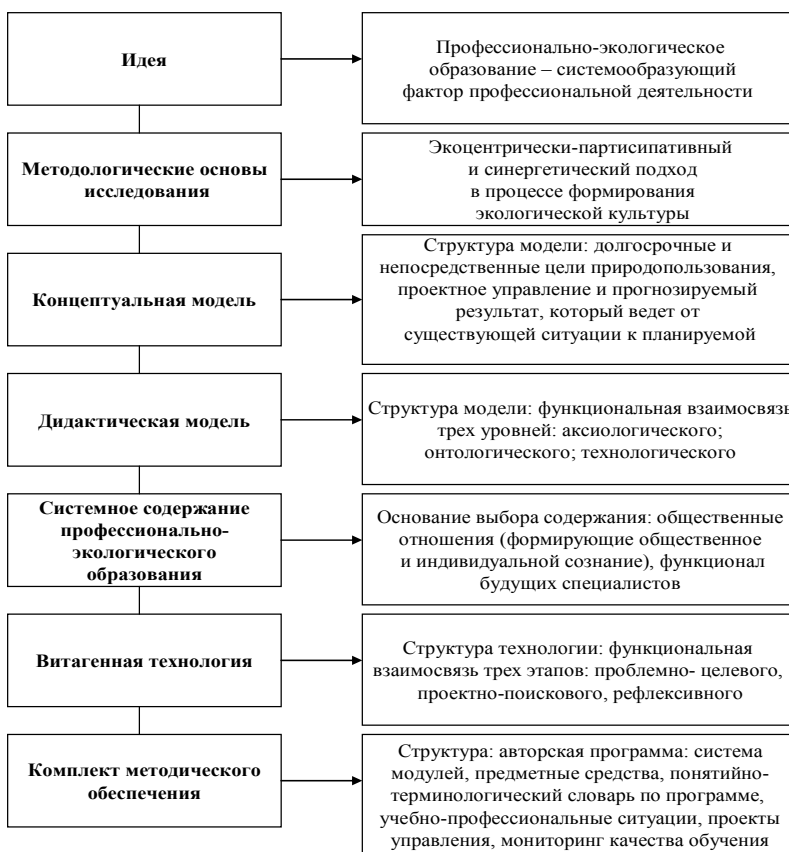 Идея
Профессионально-экологическое
образование – системообразующий
фактор профессиональной деятельности
Методологические основы
исследования
Экоцентрически-партисипативный
и синергетический подход
в процессе формирования
экологической культуры
Концептуальная модель
Структура модели: долгосрочные и
непосредственные цели природопользования,
проектное управление и прогнозируемый
результат, который ведет от
существующей ситуации к планируемой
Дидактическая модель
Структура модели: функциональная взаимосвязь
трех уровней: аксиологического;
онтологического; технологического
Системное содержание
профессионально-
экологического
образования
Основание выбора содержания: общественные
отношения (формирующие общественное
и индивидуальной сознание), функционал
будущих специалистов
Витагенная технология
Структура технологии: функциональная
взаимосвязь трех этапов: проблемно- целевого,
проектно-поискового, рефлексивного
Комплект методического
обеспечения
Структура: авторская программа: система
модулей, предметные средства, понятийно-
терминологический словарь по программе,
учебно-профессиональные ситуации, проекты
управления, мониторинг качества обучения